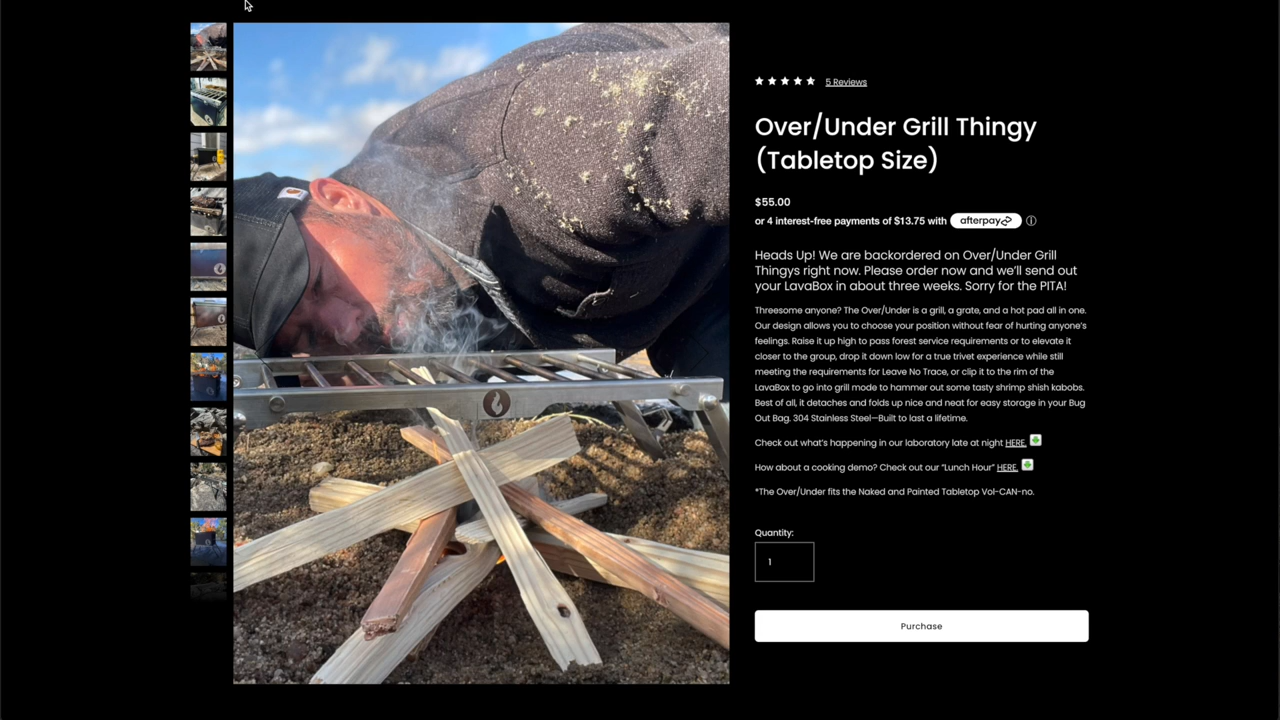 5 Reviews
Over/Under Grill Thingy
(Tabletop Size)
$55.00
or 4 interest-free payments of $13.75 with afterpay
Heads Up! We are backordered on Over/Under Grill
Thingys right now. Please order now and we'll send out
your LavaBox in about three weeks. Sorry for the PITA!
Threesome anyone? The Over/Under is a grill, a grate, and a hot pad all in one.
Our design allows you to choose your position without fear of hurting anyone's
feelings. Raise it up high to pass forest service requirements or to elevate it
closer to the group, drop it down low for a true trivet experience while still
meeting the requirements for Leave No Trace, or clip it to the rim of the
LavaBox to go into grill mode to hammer out some tasty shrimp shish kabobs.
Best of all, it detaches and folds up nice and neat for easy storage in your Bug
Out Bag. 304 Stainless Steel—Built to last a lifetime.
Check out what's happening in our laboratory late at night HERE.
How about a cooking demo? Check out our "Lunch Hour" HERE.
*The Over/Under fits the Naked and Painted Tabletop Vol-CAN-no.
Quantity:
1
Purchase